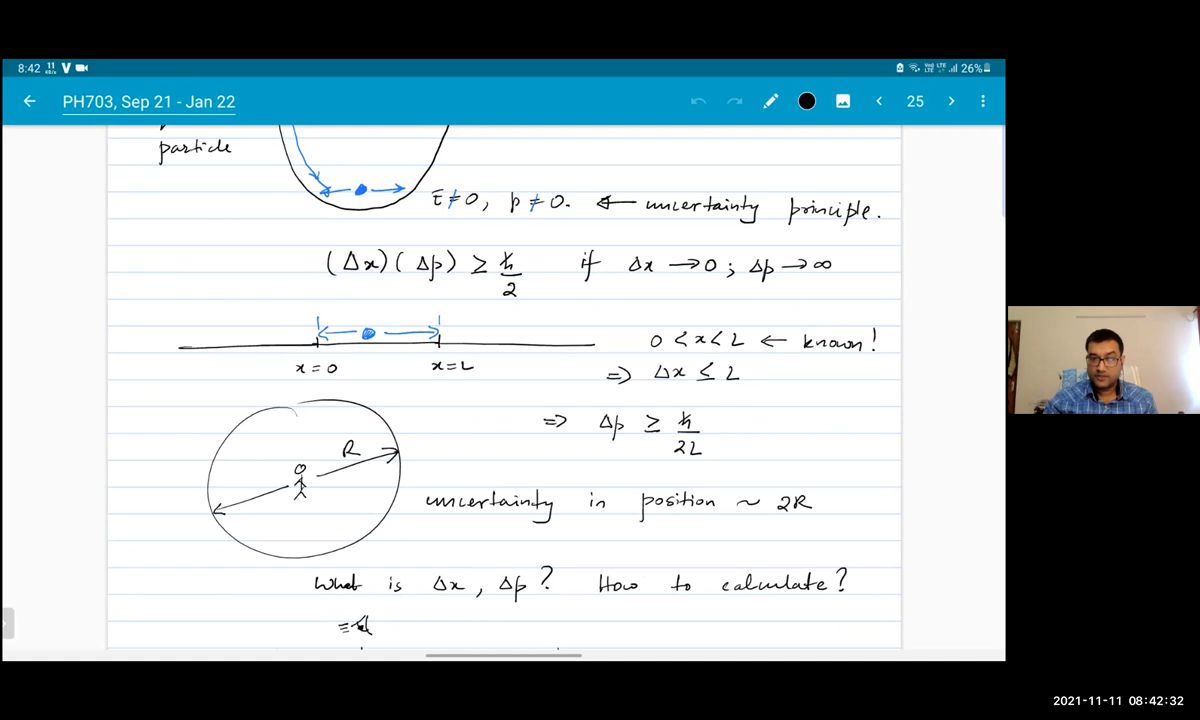 8:42 11 KB/s V 26%
PH703, Sep 21 - Jan 22 25
particle
E ≠ 0, p ≠ 0. ← uncertainty principle.
(Δx)(Δp) ≥ ℏ/2 if Δx → 0 ; Δp → ∞
0 < x < L ← known!
x=0 x=L
⇒ Δx ≤ L
⇒ Δp ≥ ℏ/2L
R
uncertainty in position ~ 2R
What is Δx, Δp? How to calculate?
2021-11-11 08:42:32